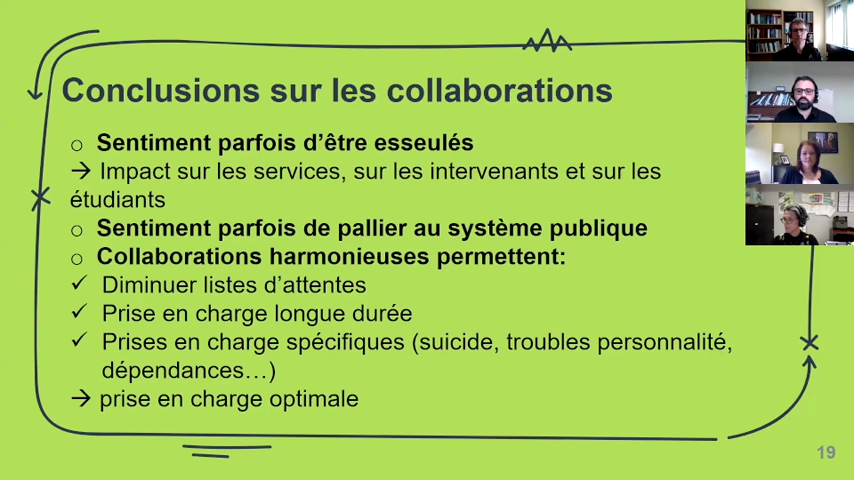 Conclusions sur les collaborations
o Sentiment parfois d'être esseulés
→ Impact sur les services, sur les intervenants et sur les
étudiants
o Sentiment parfois de pallier au système publique
o Collaborations harmonieuses permettent:
✓ Diminuer listes d'attentes
✓ Prise en charge longue durée
✓ Prises en charge spécifiques (suicide, troubles personnalité,
dépendances…)
→ prise en charge optimale
19